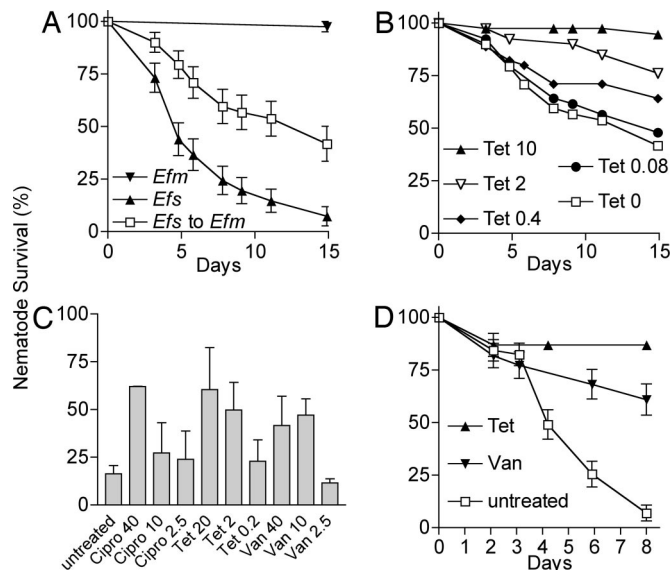 A
100
75
50
25
0
Efm
Efs
Efs to Efm
0 5 10 15
Days
B
100
75
50
25
0
Tet 10
Tet 2
Tet 0.4
Tet 0.08
Tet 0
0 5 10 15
Days
Nematode Survival (%)
C
100
75
50
25
0
untreated
Cipro 40
Cipro 10
Cipro 2.5
Tet 20
Tet 2
Tet 0.2
Van 40
Van 10
Van 2.5
D
100
75
50
25
0
Tet
Van
untreated
0 1 2 3 4 5 6 7 8
Days